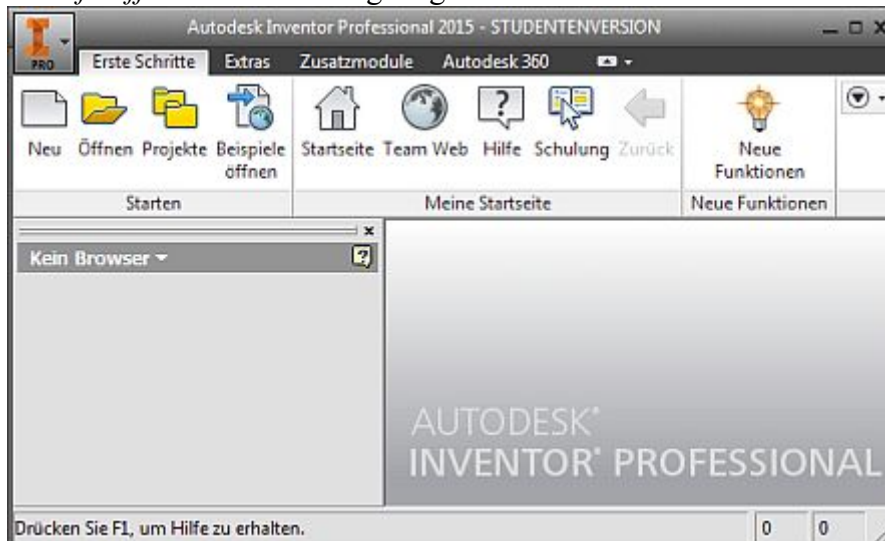 Autodesk Inventor Professional 2015 - STUDENTENVERSION
PRO
Erste Schritte Extras Zusatzmodule Autodesk 360
Neu Öffnen Projekte Beispiele öffnen Startseite Team Web Hilfe Schulung Zurück Neue Funktionen
Starten Meine Startseite Neue Funktionen
Kein Browser
AUTODESK®
INVENTOR® PROFESSIONAL
Drücken Sie F1, um Hilfe zu erhalten. 0 0